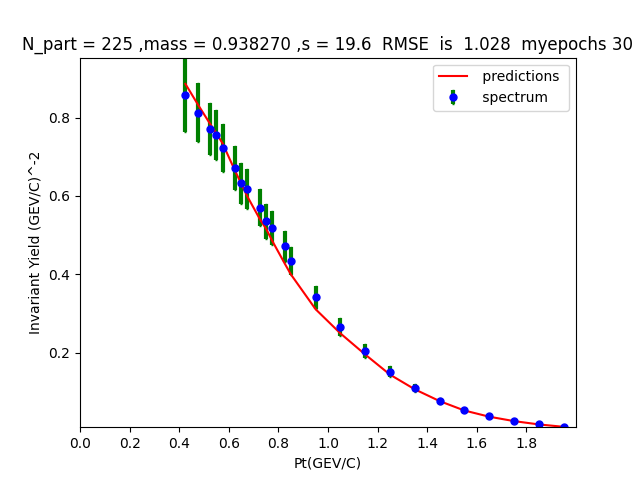 N_part = 225 ,mass = 0.938270 ,s = 19.6  RMSE  is  1.028  myepochs 30
predictions
spectrum
Invariant Yield (GEV/C)^-2
0.8
0.6
0.4
0.2
0.0 0.2 0.4 0.6 0.8 1.0 1.2 1.4 1.6 1.8
Pt(GEV/C)